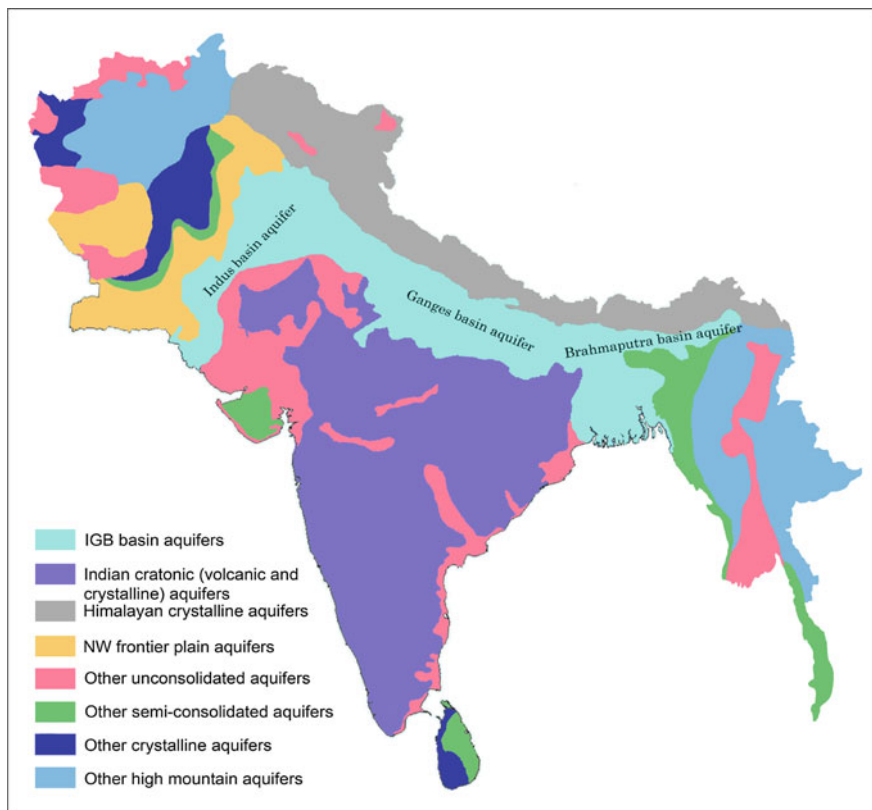 Indus basin aquifer
Ganges basin aquifer
Brahmaputra basin aquifer
IGB basin aquifers
Indian cratonic (volcanic and
crystalline) aquifers
Himalayan crystalline aquifers
NW frontier plain aquifers
Other unconsolidated aquifers
Other semi-consolidated aquifers
Other crystalline aquifers
Other high mountain aquifers